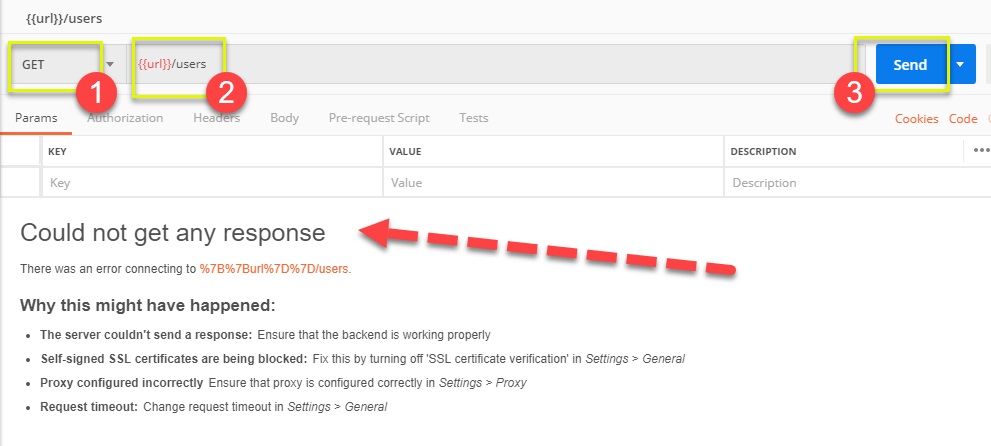 {{url}}/users
GET {{url}}/users Send
1 2 3
Params Authorization Headers Body Pre-request Script Tests Cookies Code
KEY VALUE DESCRIPTION •••
Key Value Description
Could not get any response
There was an error connecting to %7B%7Burl%7D%7D/users.
Why this might have happened:
• The server couldn't send a response: Ensure that the backend is working properly
• Self-signed SSL certificates are being blocked: Fix this by turning off 'SSL certificate verification' in Settings > General
• Proxy configured incorrectly Ensure that proxy is configured correctly in Settings > Proxy
• Request timeout: Change request timeout in Settings > General